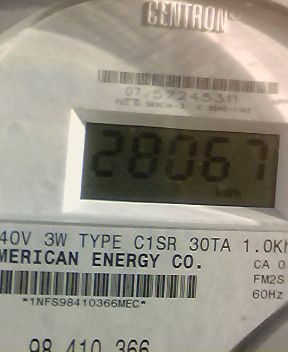 CENTRON
07-57245311
28067
kWh
40V 3W TYPE C1SR 30TA 1.0Kh
MERICAN ENERGY CO.
CA 0
FM2S
60Hz
*1NFS98410366MEC*
98 410 366